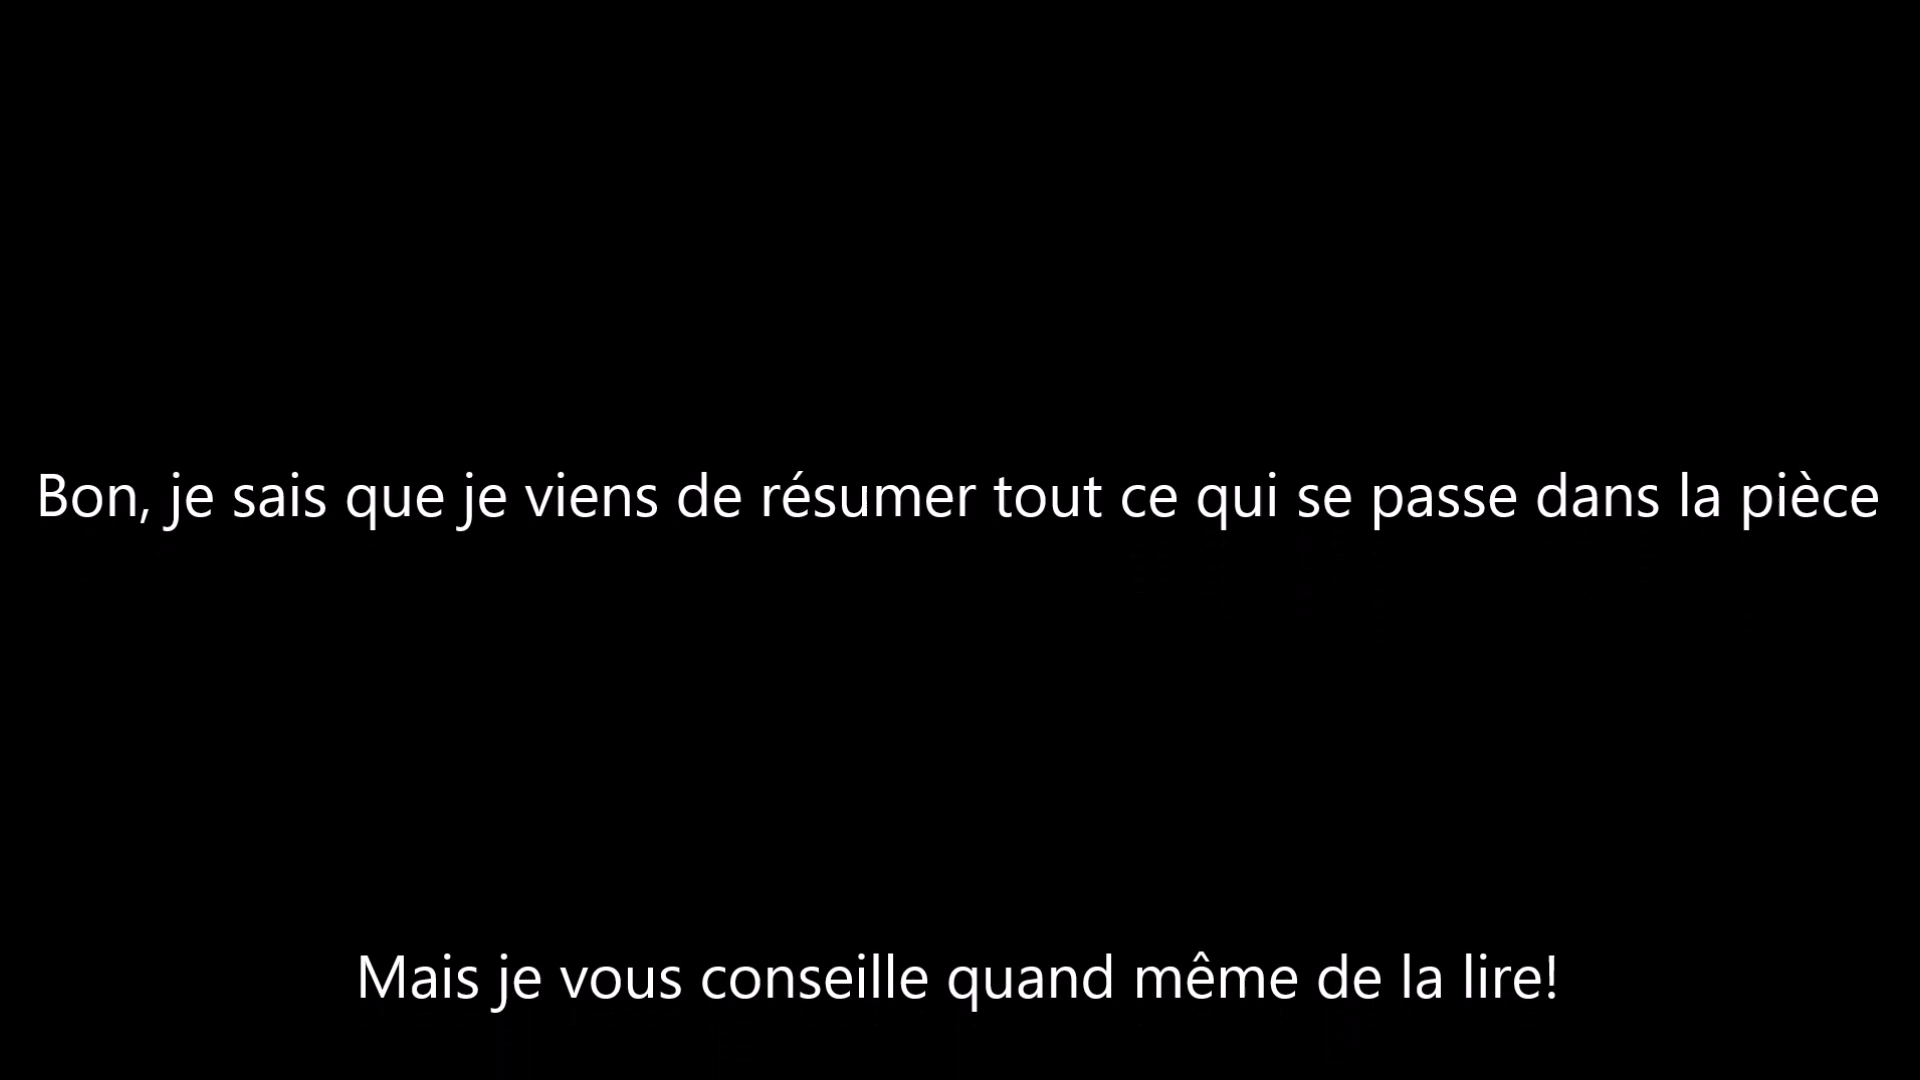 Bon, je sais que je viens de résumer tout ce qui se passe dans la pièce
Mais je vous conseille quand même de la lire!